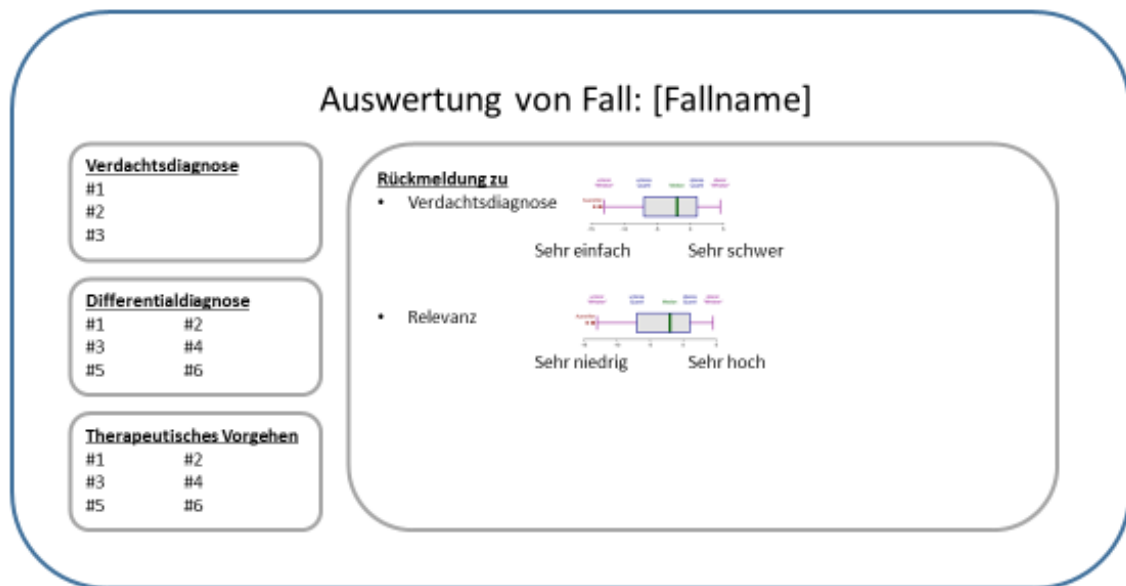 Auswertung von Fall: [Fallname]
Verdachtsdiagnose
#1
#2
#3
Differentialdiagnose
#1 #2
#3 #4
#5 #6
Therapeutisches Vorgehen
#1 #2
#3 #4
#5 #6
Rückmeldung zu
• Verdachtsdiagnose
Sehr einfach Sehr schwer
• Relevanz
Sehr niedrig Sehr hoch